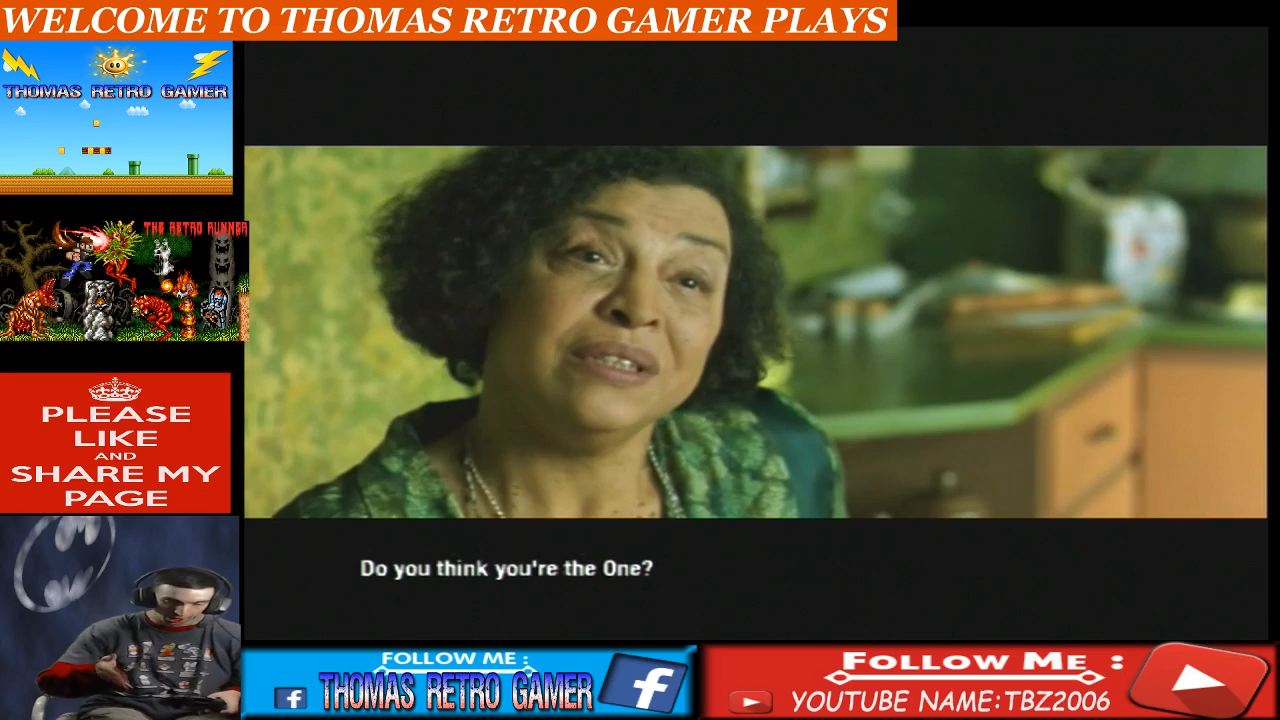 WELCOME TO THOMAS RETRO GAMER PLAYS
THOMAS RETRO GAMER
THE RETRO RUNNER
PLEASE
LIKE
AND
SHARE MY
PAGE
Do you think you're the One?
FOLLOW ME :
THOMAS RETRO GAMER
FOLLOW ME :
YOUTUBE NAME:TBZ2006